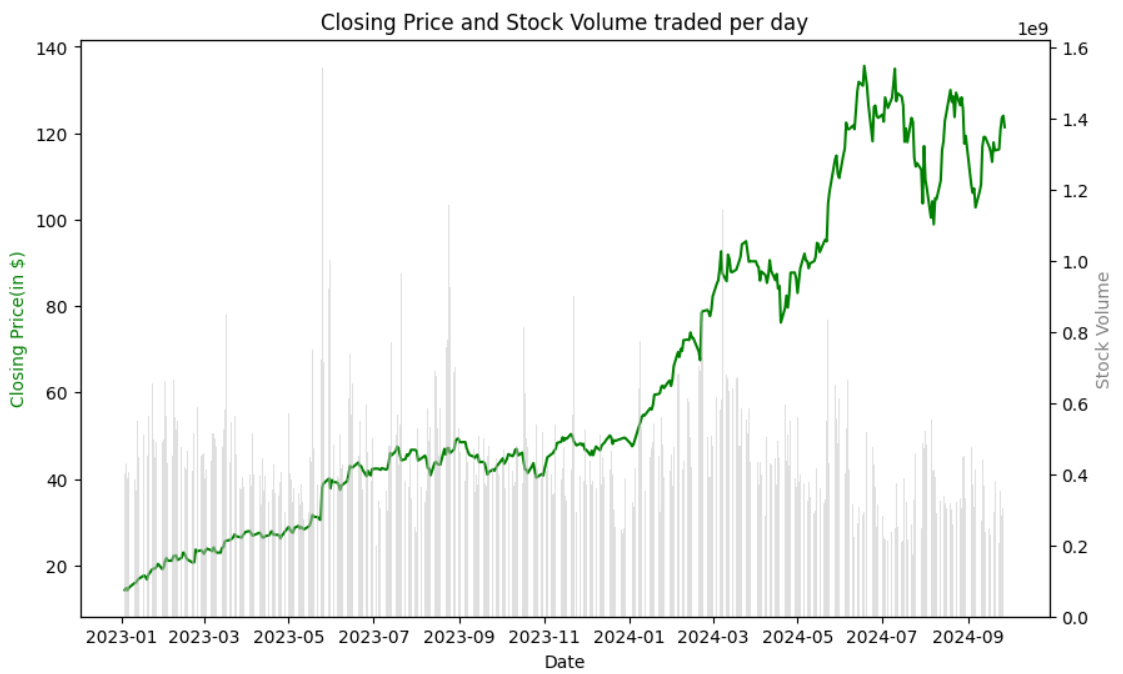 Closing Price and Stock Volume traded per day
1e9
140
120
100
80
60
40
20
Closing Price(in $)
1.6
1.4
1.2
1.0
0.8
0.6
0.4
0.2
0.0
Stock Volume
2023-01 2023-03 2023-05 2023-07 2023-09 2023-11 2024-01 2024-03 2024-05 2024-07 2024-09
Date